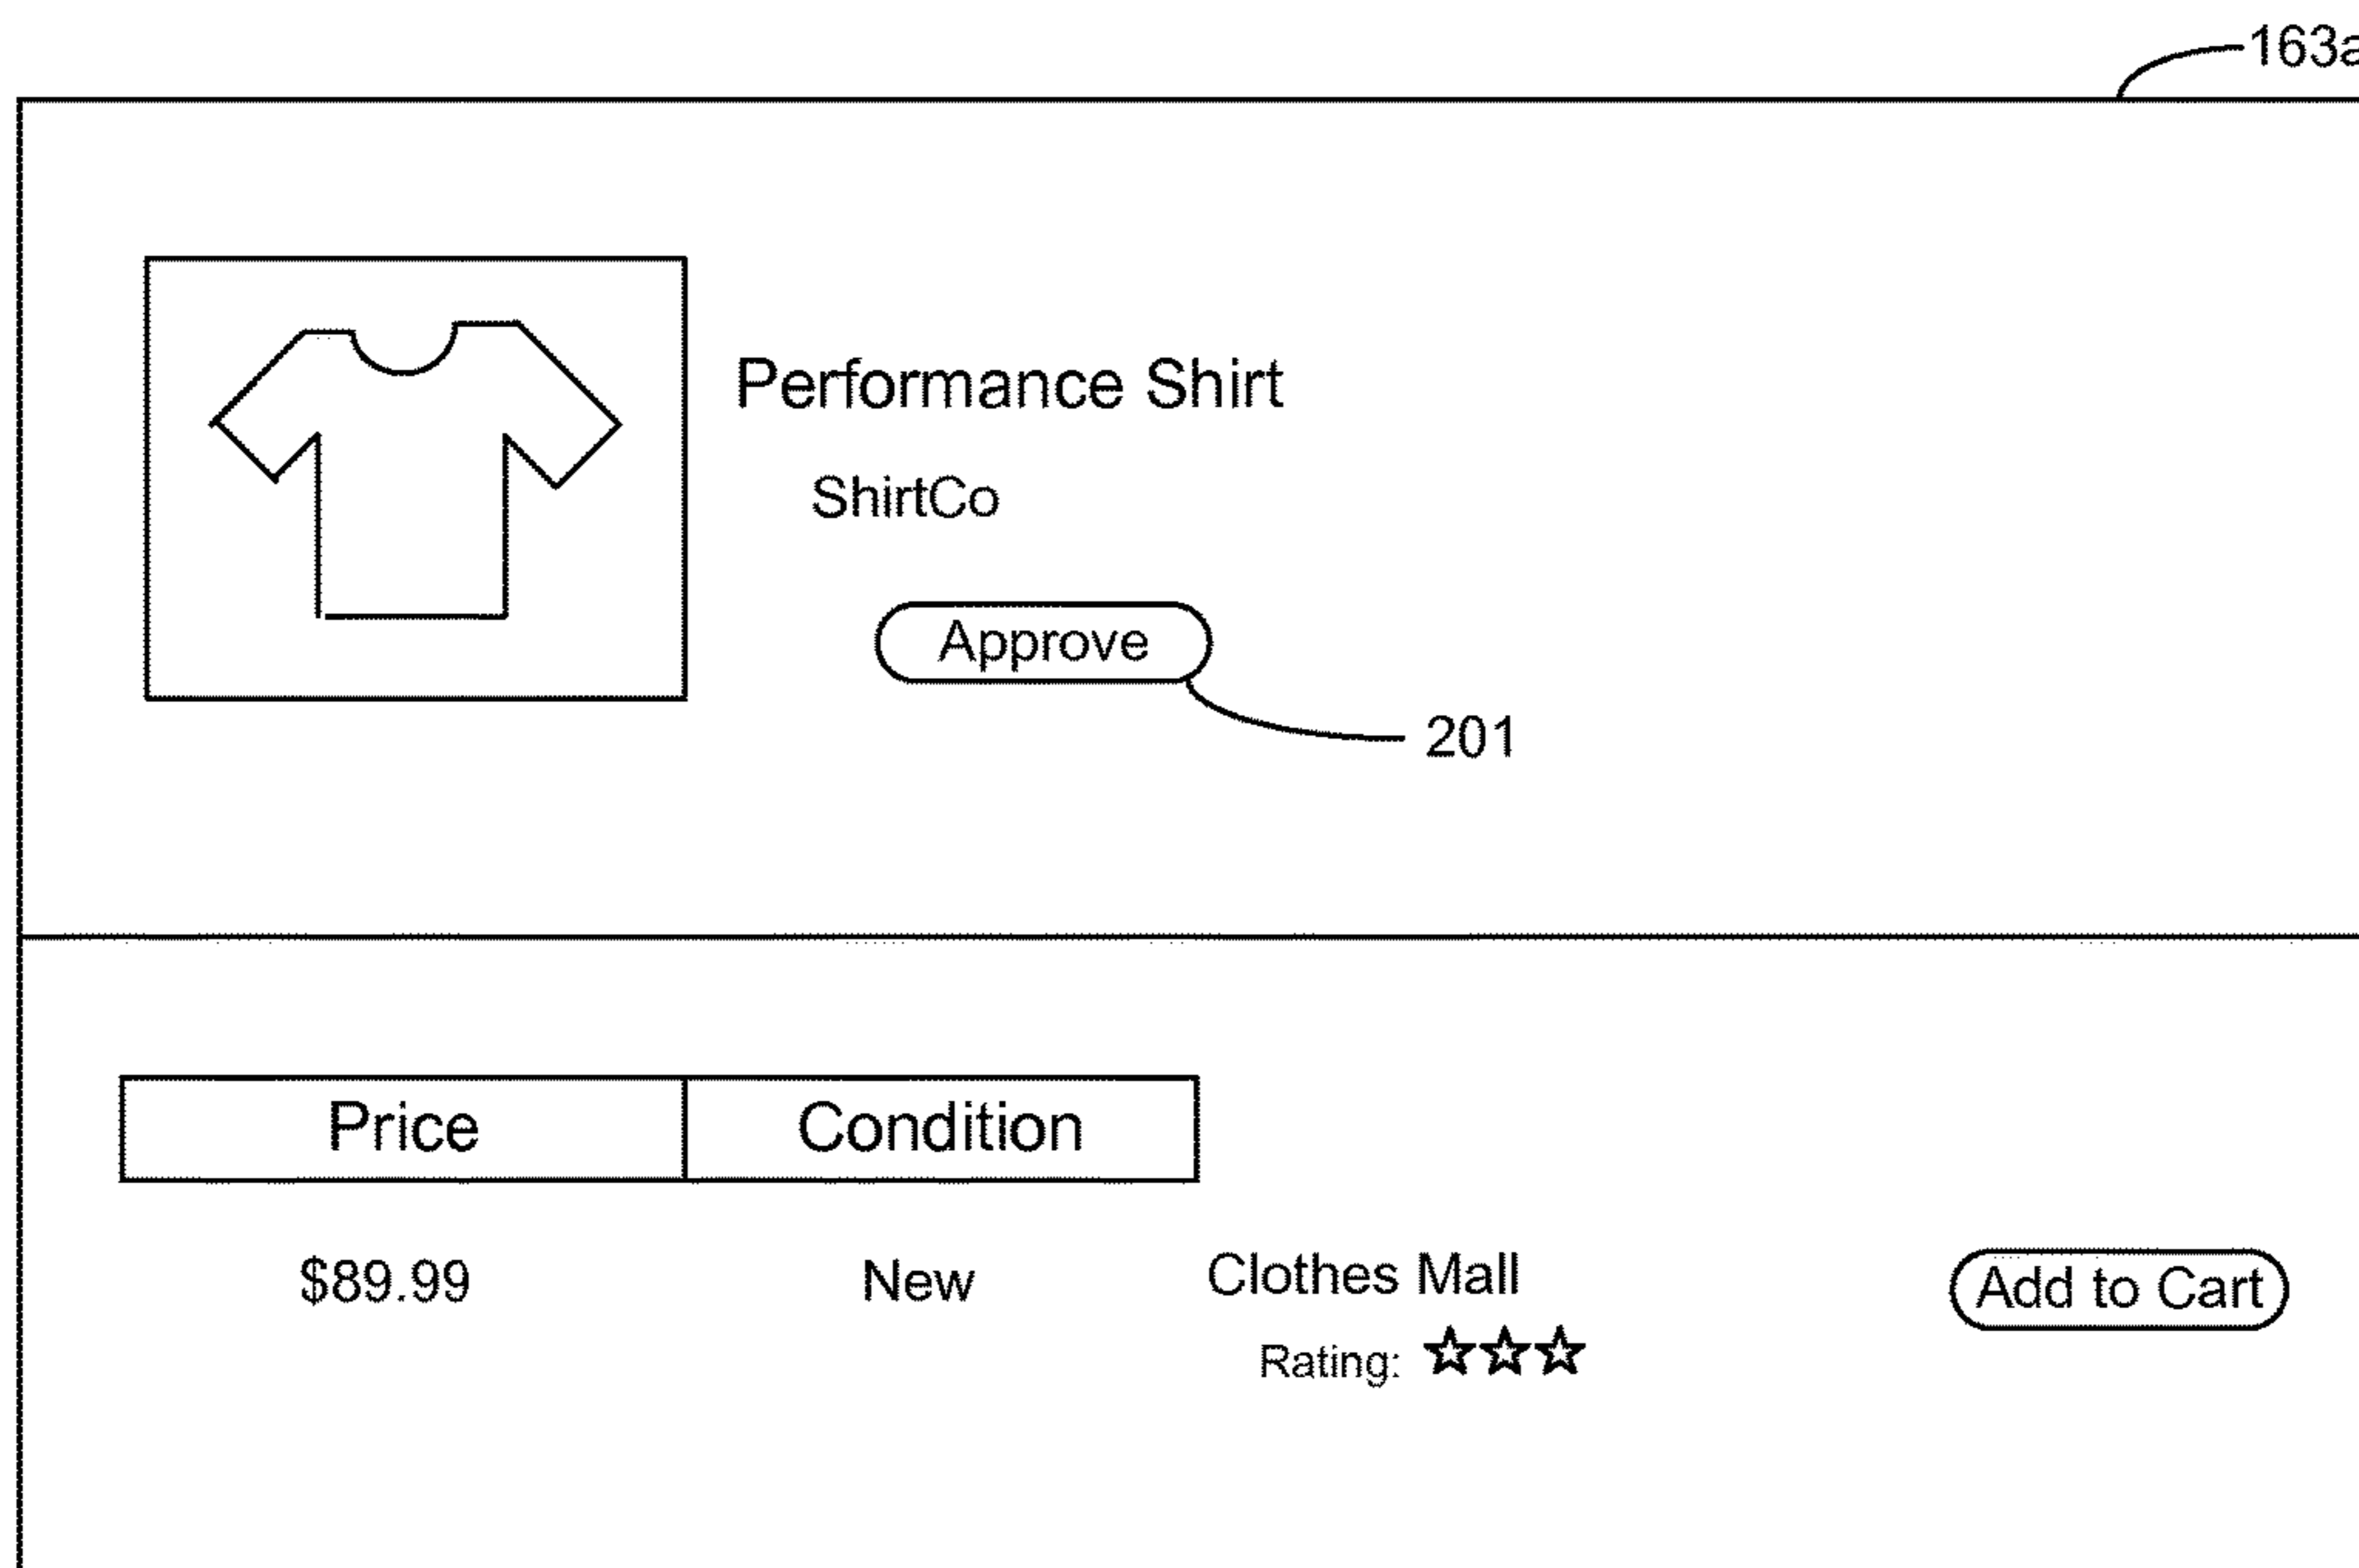 163a
Performance Shirt
ShirtCo
Approve
201
Price Condition
$89.99 New Clothes Mall Add to Cart
Rating: ☆☆☆